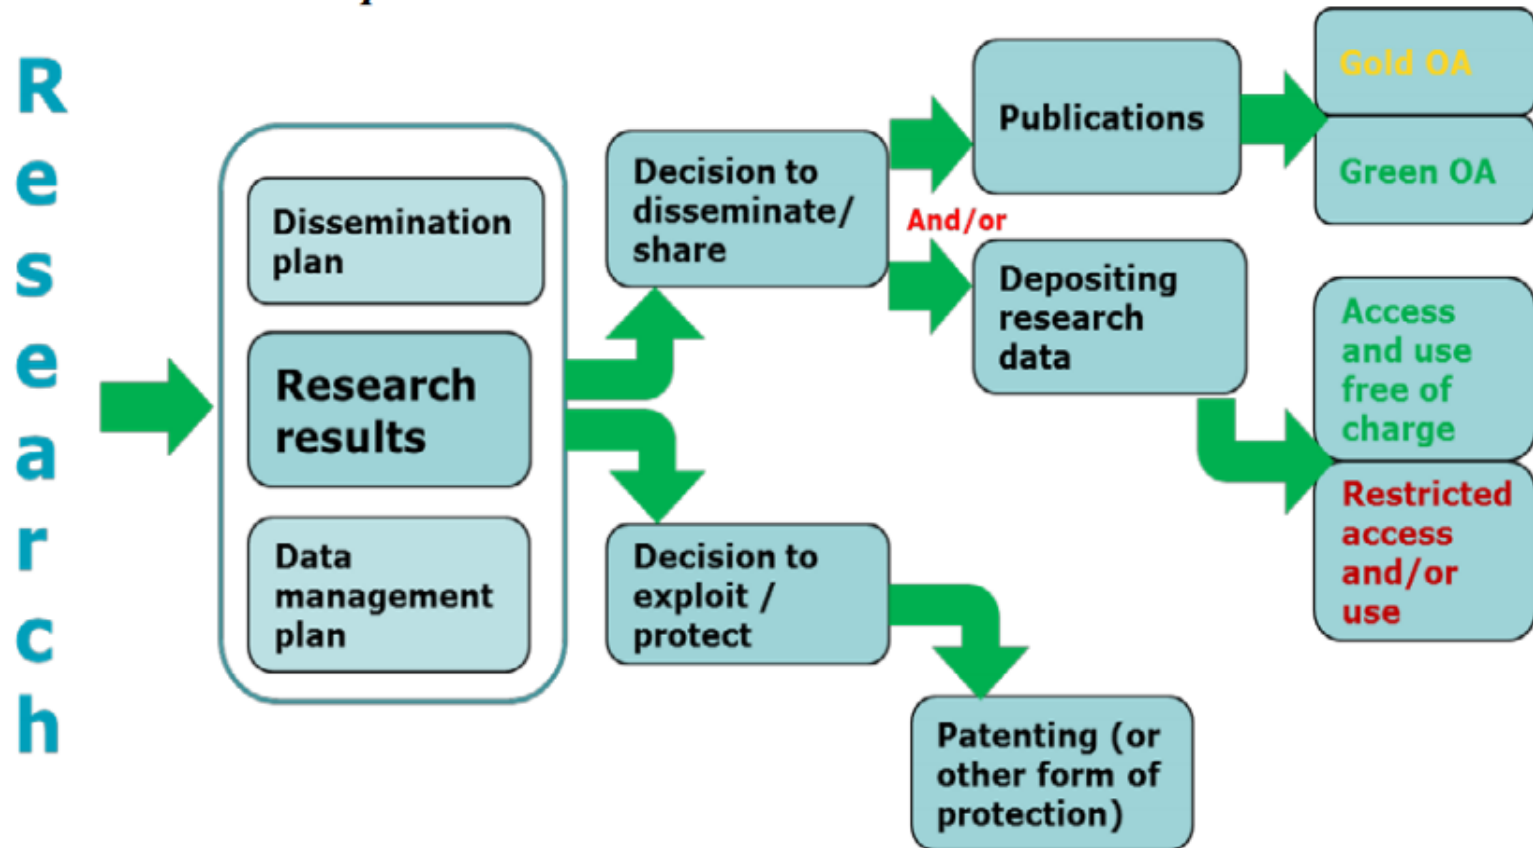 Research
Dissemination
plan
Research
results
Data
management
plan
Decision to
disseminate/
share
Decision to
exploit /
protect
And/or
Publications
Depositing
research
data
Patenting (or
other form of
protection)
Gold OA
Green OA
Access
and use
free of
charge
Restricted
access
and/or
use